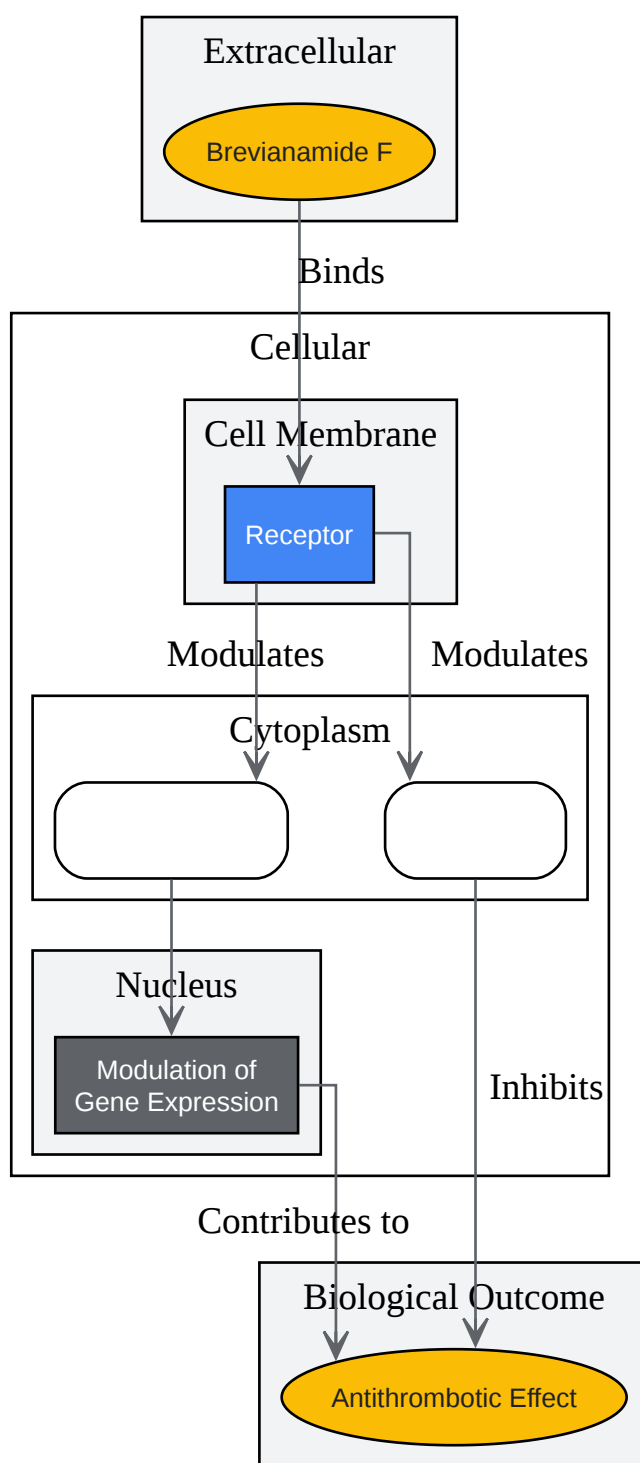 Extracellular
Brevianamide F
Binds
Cellular
Cell Membrane
Receptor
Modulates
Modulates
Cytoplasm
Nucleus
Modulation of
Gene Expression
Inhibits
Contributes to
Biological Outcome
Antithrombotic Effect